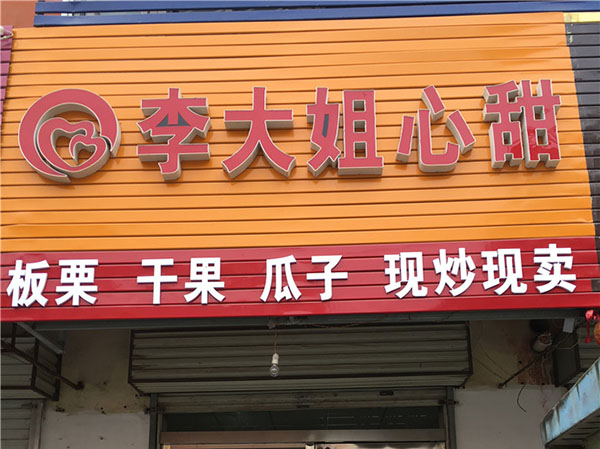 李大姐心甜
板栗 干果 瓜子 现炒现卖